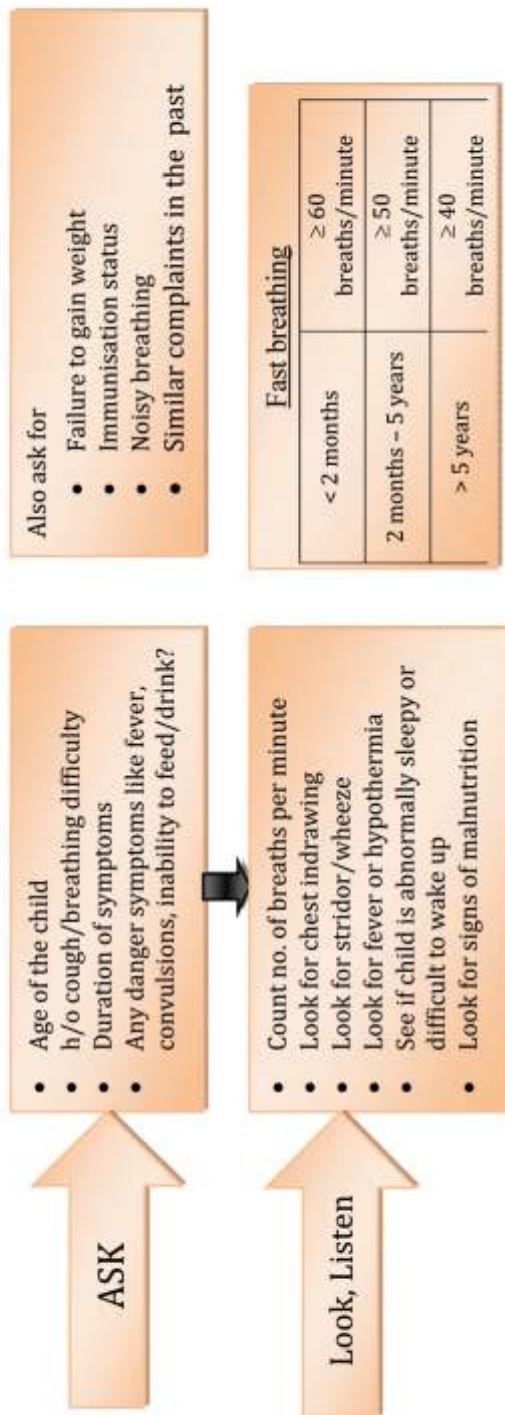 ASK
Age of the child
h/o cough/breathing difficulty
Duration of symptoms
Any danger symptoms like fever,
convulsions, inability to feed/drink?
Also ask for
Failure to gain weight
Immunisation status
Noisy breathing
Similar complaints in the past
Look, Listen
Count no. of breaths per minute
Look for chest indrawing
Look for stridor/wheeze
Look for fever or hypothermia
See if child is abnormally sleepy or
difficult to wake up
Look for signs of malnutrition
Fast breathing
< 2 months
≥ 60
breaths/minute
2 months – 5 years
≥ 50
breaths/minute
> 5 years
≥ 40
breaths/minute